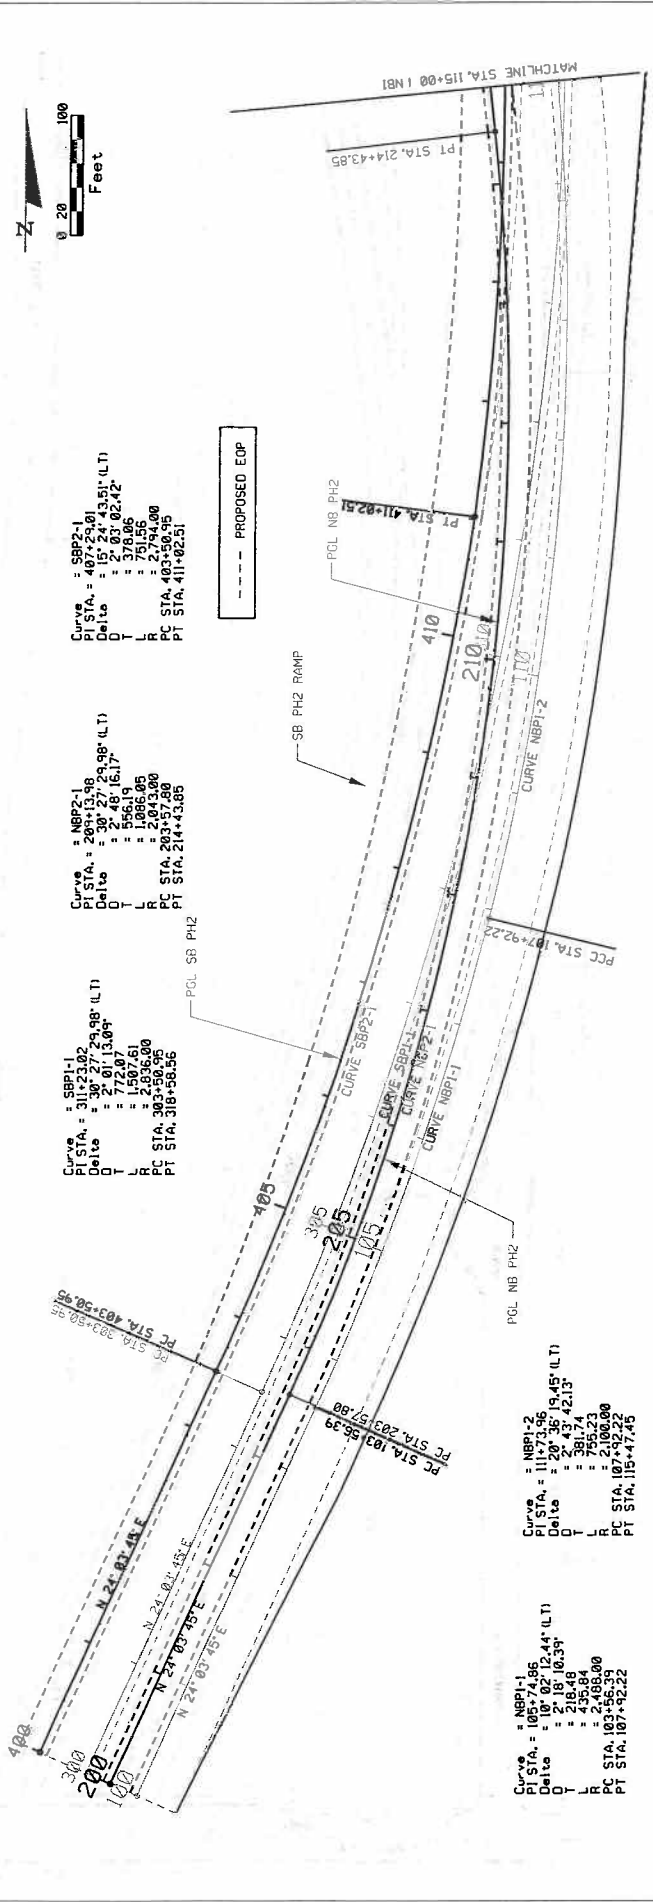 N
0 20 100
Feet
MATCHLINE STA. 115+00 (NB)
PT STA. 214+43.85
Curve = SBP2-1
PI STA. = 407+29.01
Delta = 15° 24' 43.51" (LT)
D = 2° 03' 02.42"
T = 378.06
L = 751.56
R = 2,794.00
PC STA. 403+50.95
PT STA. 411+02.51
---- PROPOSED EOP
PGL NB PH2
PT STA. 411+02.51
410
210
110
SB PH2 RAMP
Curve = NBP2-1
PI STA. = 209+13.98
Delta = 30° 27' 29.98" (LT)
D = 2° 48' 16.17"
T = 556.19
L = 1,086.05
R = 2,043.00
PC STA. 203+57.80
PT STA. 214+43.85
CURVE NBP1-2
PCC STA. 107+92.22
PGL SB PH2
Curve = SBP1-1
PI STA. = 311+23.02
Delta = 30° 27' 29.98" (LT)
D = 2° 01' 13.09"
T = 772.07
L = 1,507.61
R = 2,836.00
PC STA. 303+50.95
PT STA. 318+58.56
CURVE SBP2-1
CURVE SBP1-1
CURVE NBP2-1
CURVE NBP1-1
405
305
205
105
PGL NB PH2
PC STA. 403+50.95
PC STA. 303+50.95
PC STA. 203+57.80
PC STA. 103+56.39
Curve = NBP1-2
PI STA. = 111+73.96
Delta = 20° 36' 19.45" (LT)
D = 2° 43' 42.13"
T = 381.74
L = 755.23
R = 2,100.00
PC STA. 107+92.22
PT STA. 115+47.45
N 24° 03' 45" E
N 24° 03' 45" E
N 24° 03' 45" E
N 24° 03' 45" E
400
300
200
100
Curve = NBP1-1
PI STA. = 105+74.86
Delta = 10° 02' 12.44" (LT)
D = 2° 18' 10.39"
T = 218.48
L = 435.84
R = 2,488.00
PC STA. 103+56.39
PT STA. 107+92.22